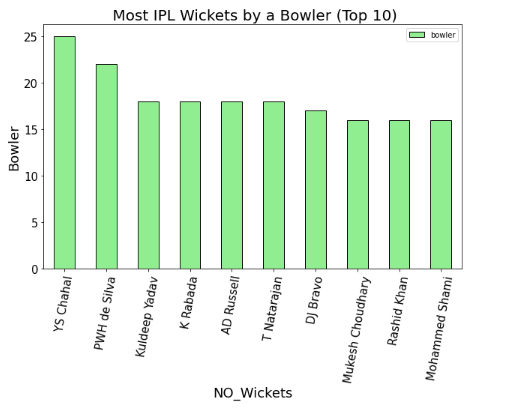 Most IPL Wickets by a Bowler (Top 10)
bowler
25
20
15
10
5
0
Bowler
YS Chahal
PWH de Silva
Kuldeep Yadav
K Rabada
AD Russell
T Natarajan
DJ Bravo
Mukesh Choudhary
Rashid Khan
Mohammed Shami
NO_Wickets